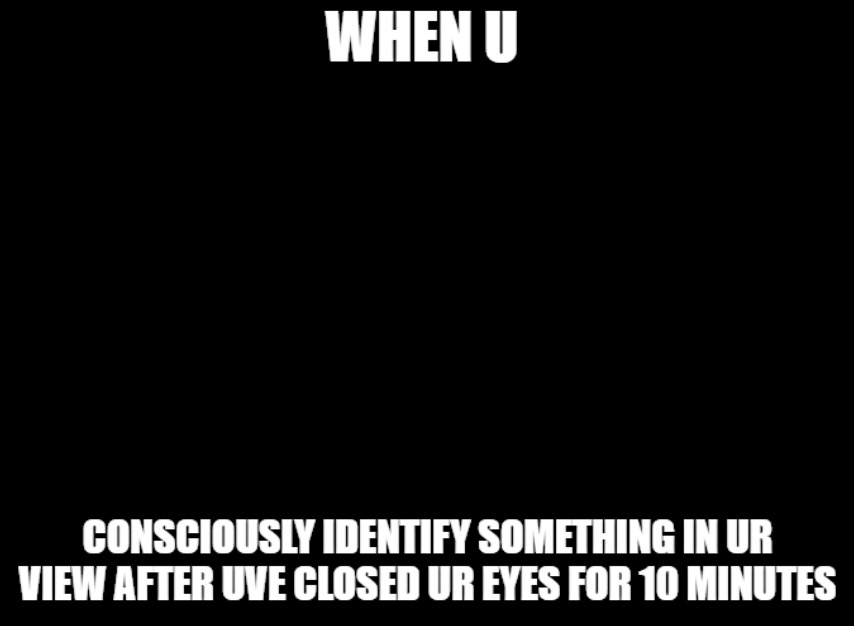 WHEN U
CONSCIOUSLY IDENTIFY SOMETHING IN UR
VIEW AFTER UVE CLOSED UR EYES FOR 10 MINUTES